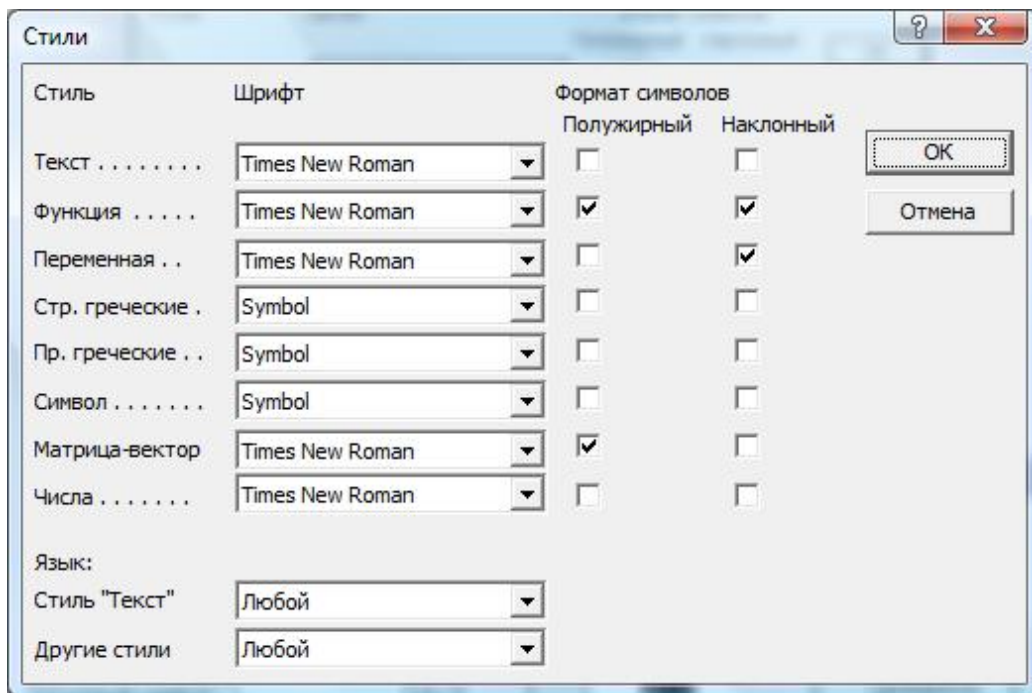 Стили
Стиль Шрифт Формат символов
Полужирный Наклонный
Текст . . . . . . . . Times New Roman
OK
Функция . . . . . Times New Roman
Отмена
Переменная . . Times New Roman
Стр. греческие . Symbol
Пр. греческие . . Symbol
Символ . . . . . . . Symbol
Матрица-вектор Times New Roman
Числа . . . . . . . Times New Roman
Язык:
Стиль "Текст" Любой
Другие стили Любой